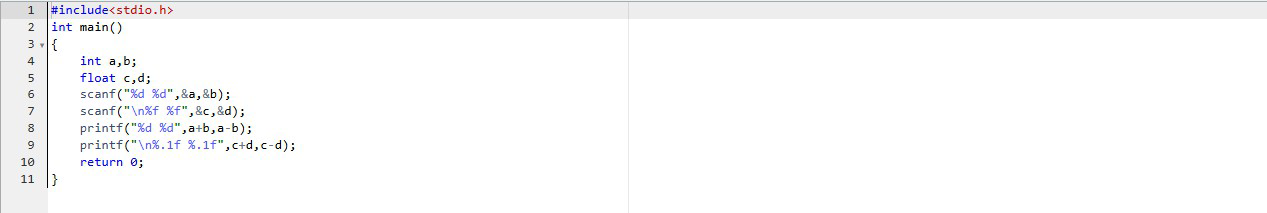 1 #include<stdio.h>
2 int main()
3 {
4     int a,b;
5     float c,d;
6     scanf("%d %d",&a,&b);
7     scanf("\n%f %f",&c,&d);
8     printf("%d %d",a+b,a-b);
9     printf("\n%.1f %.1f",c+d,c-d);
10     return 0;
11 }